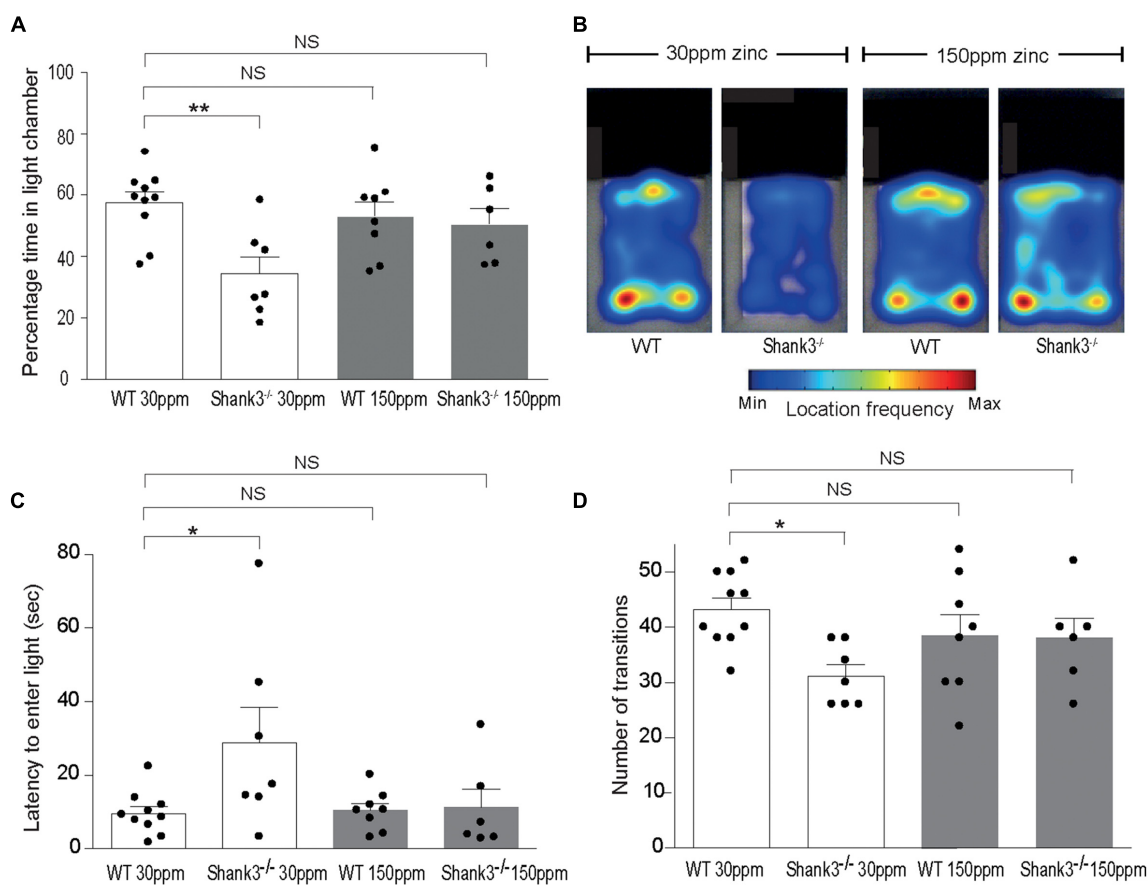 A
NS
NS
**
100
80
60
40
20
0
Percentage time in light chamber
WT 30ppm Shank3-/- 30ppm WT 150ppm Shank3-/- 150ppm
B
30ppm zinc 150ppm zinc
WT Shank3-/- WT Shank3-/-
Min Location frequency Max
C
NS
NS
*
80
60
40
20
0
Latency to enter light (sec)
WT 30ppm Shank3-/- 30ppm WT 150ppm Shank3-/- 150ppm
D
NS
NS
*
50
40
30
20
10
0
Number of transitions
WT 30ppm Shank3-/- 30ppm WT 150ppm Shank3-/- 150ppm